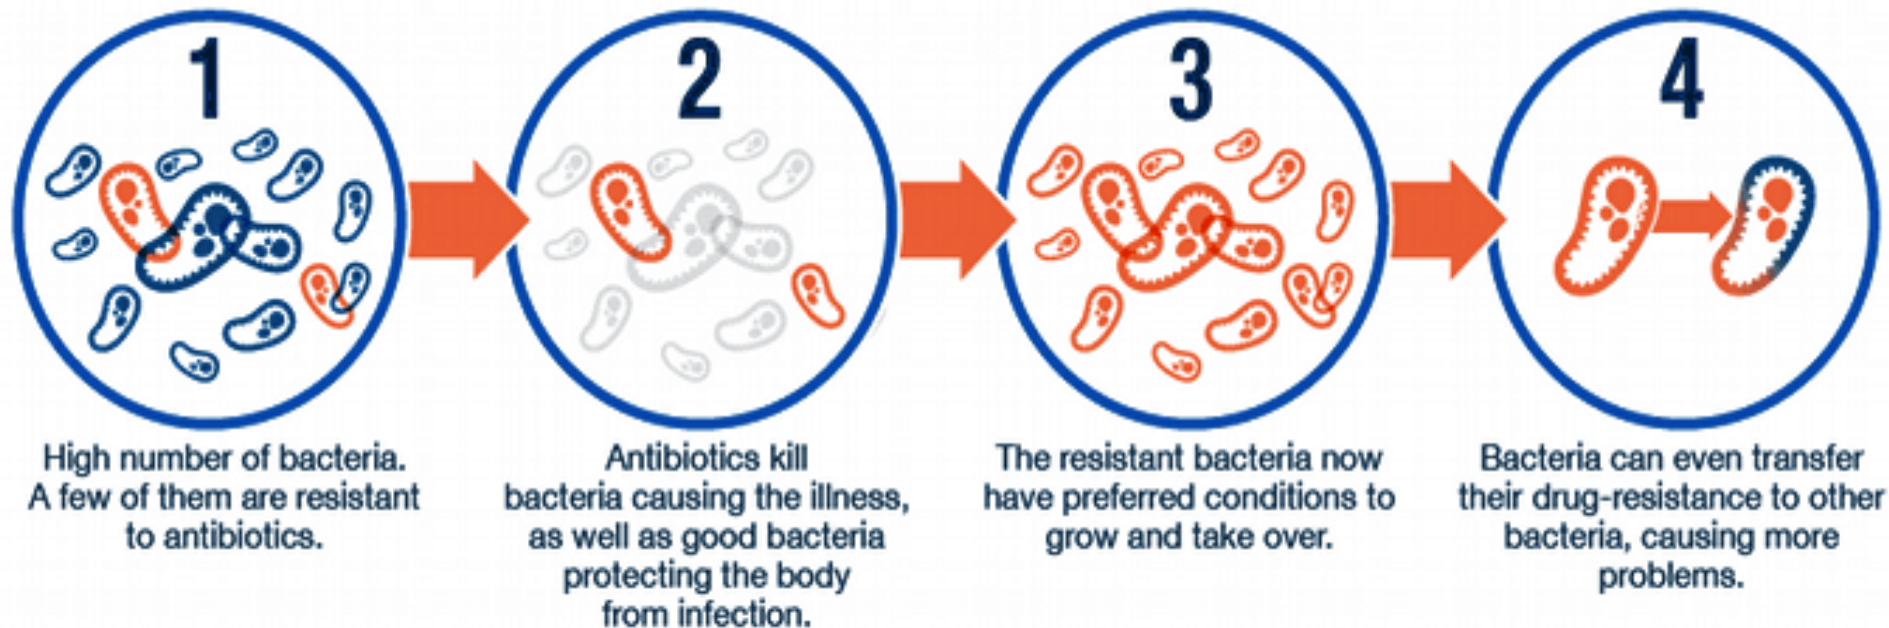 1
High number of bacteria.
A few of them are resistant
to antibiotics.
2
Antibiotics kill
bacteria causing the illness,
as well as good bacteria
protecting the body
from infection.
3
The resistant bacteria now
have preferred conditions to
grow and take over.
4
Bacteria can even transfer
their drug-resistance to other
bacteria, causing more
problems.